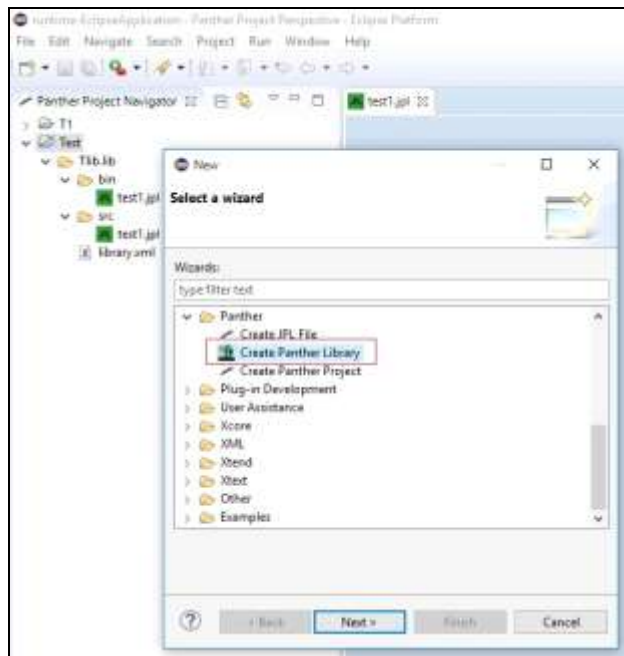 runtime-EclipseApplication - Panther Project Perspective - Eclipse Platform
File Edit Navigate Search Project Run Window Help
Panther Project Navigator
test1.jpl
T1
Test
Tlib.lib
bin
test1.jpl
src
test1.jpl
library.xml
New
Select a wizard
Wizards:
type filter text
Panther
Create JPL File
Create Panther Library
Create Panther Project
Plug-in Development
User Assistance
Xcore
XML
Xtend
Xtext
Other
Examples
?
< Back Next > Finish Cancel